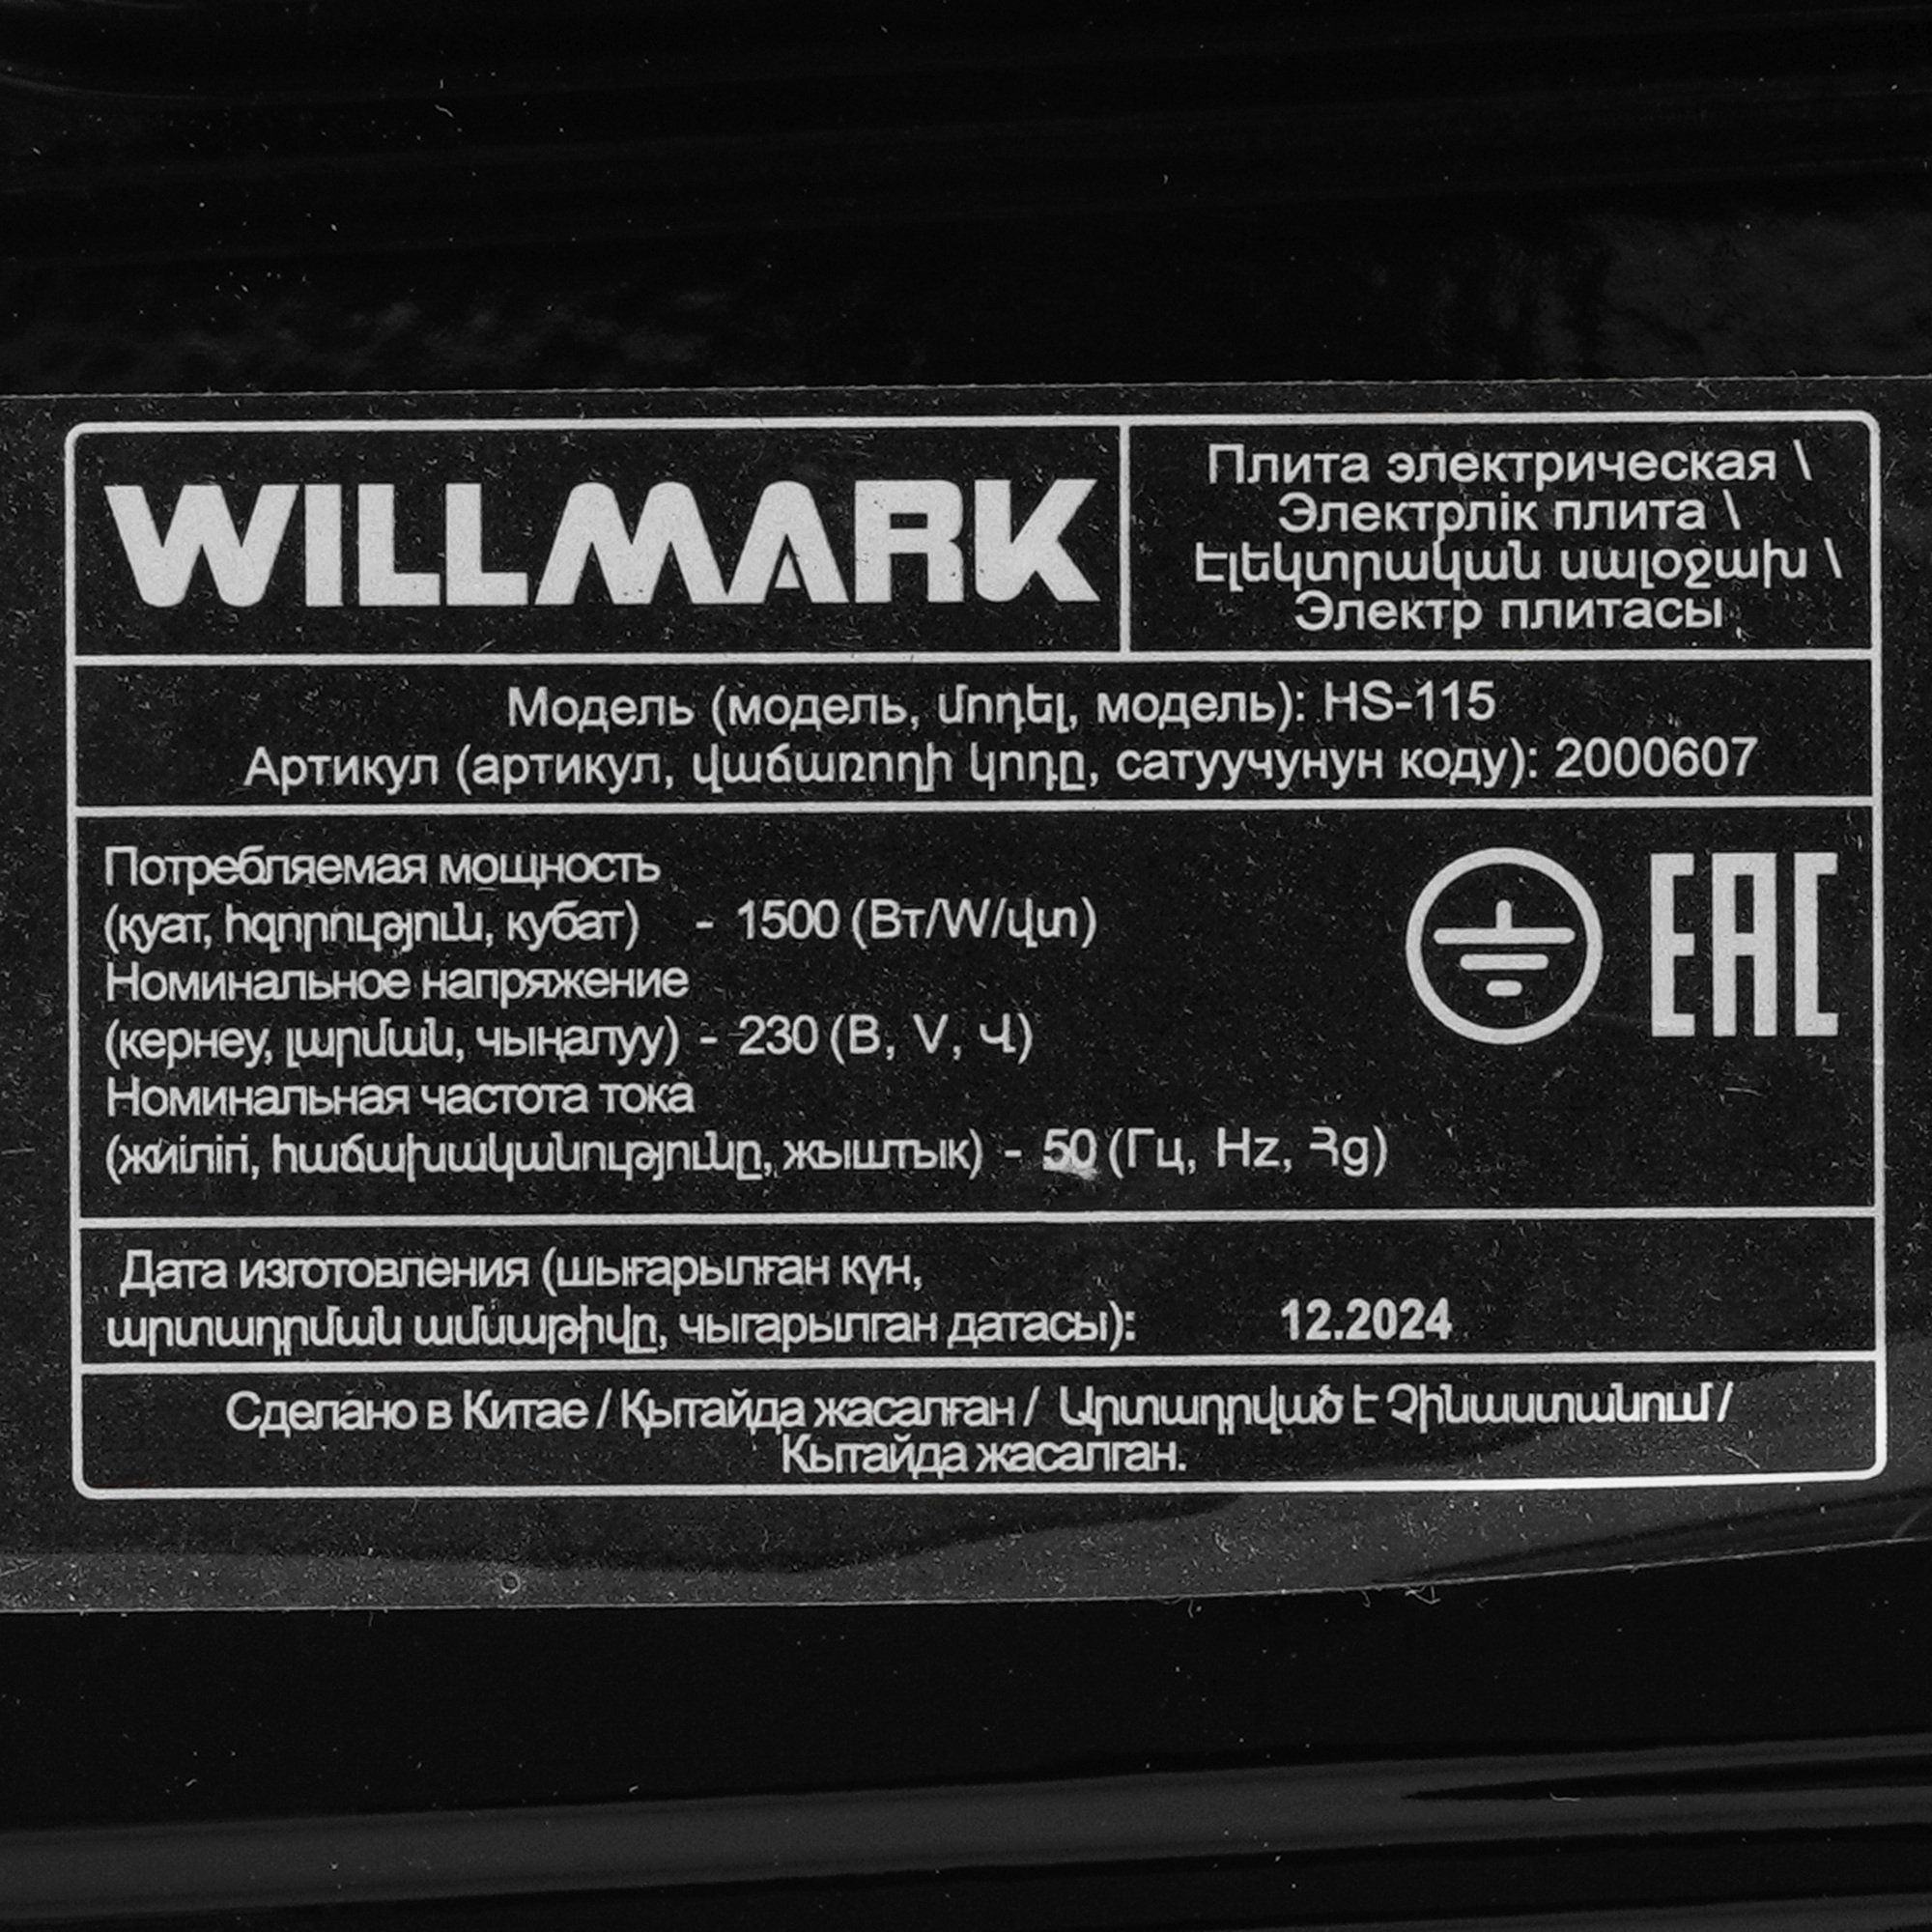 WILLMARK
Плита электрическая \
Электрлік плита \
Էլեկտրական սալօջախ \
Электр плитасы
Модель (модель, մոդել, модель): HS-115
Артикул (артикул, վաճառողի կոդը, сатуучунун коду): 2000607
Потребляемая мощность
(қуат, հզորություն, кубат) - 1500 (Вт/W/վտ)
Номинальное напряжение
(кернеу, լարման, чыңалуу) - 230 (В, V, Վ)
Номинальная частота тока
(жиілігі, հաճախականությունը, жыштык) - 50 (Гц, Hz, Հց)
EAC
Дата изготовления (шығарылған күн,
արտադրման ամսաթիվը, чыгарылган датасы): 12.2024
Сделано в Китае / Қытайда жасалған / Արտադրված է Չինաստանում /
Кытайда жасалган.